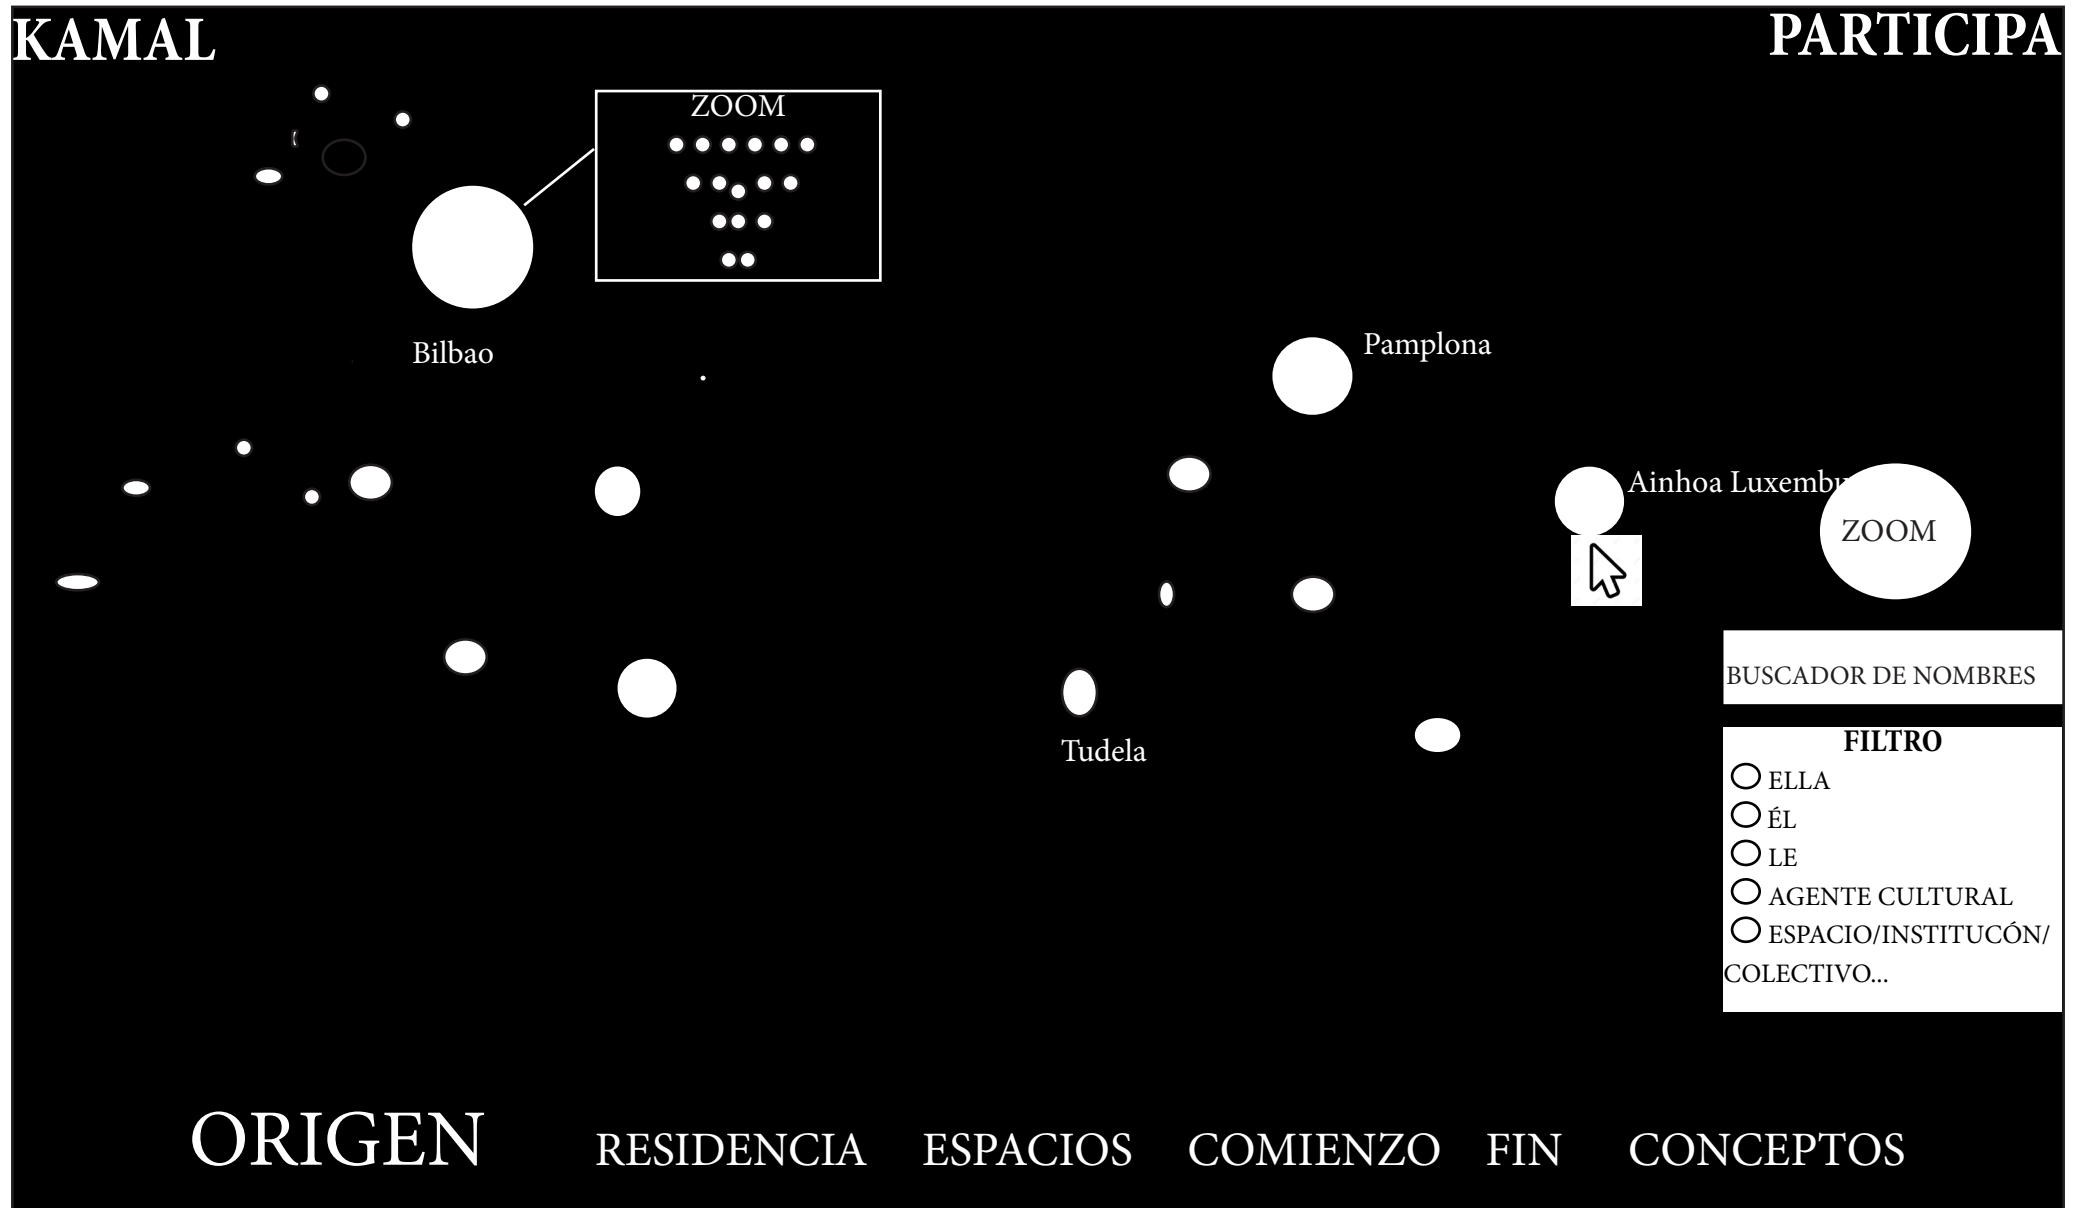 KAMAL
PARTICIPA
ZOOM
Bilbao
Pamplona
Ainhoa
ZOOM
BUSCADOR DE NOMBRES
Tudela
FILTRO
ELLA
ÉL
LE
AGENTE CULTURAL
ESPACIO/INSTITUCÓN/
COLECTIVO...
ORIGEN RESIDENCIA ESPACIOS COMIENZO FIN CONCEPTOS